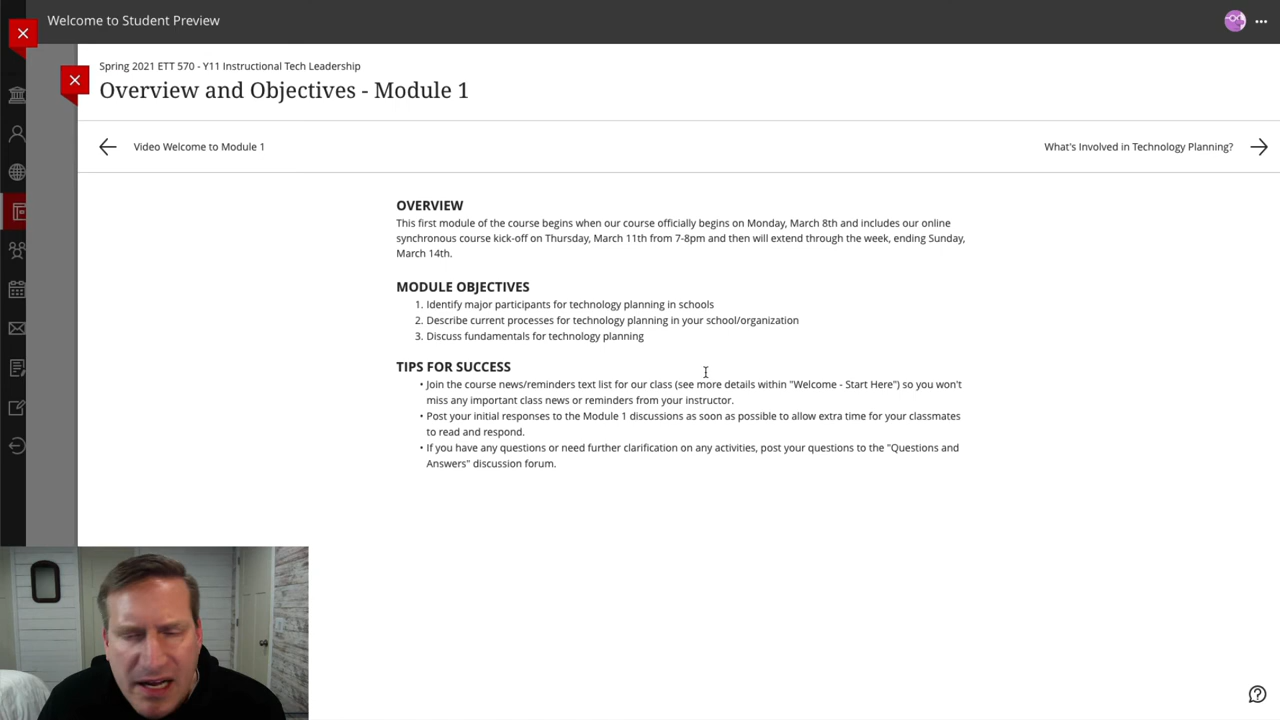 Welcome to Student Preview
Spring 2021 ETT 570 - Y11 Instructional Tech Leadership
Overview and Objectives - Module 1
Video Welcome to Module 1
What's Involved in Technology Planning?
OVERVIEW
This first module of the course begins when our course officially begins on Monday, March 8th and includes our online
synchronous course kick-off on Thursday, March 11th from 7-8pm and then will extend through the week, ending Sunday,
March 14th.
MODULE OBJECTIVES
1. Identify major participants for technology planning in schools
2. Describe current processes for technology planning in your school/organization
3. Discuss fundamentals for technology planning
TIPS FOR SUCCESS
• Join the course news/reminders text list for our class (see more details within "Welcome - Start Here") so you won't
miss any important class news or reminders from your instructor.
• Post your initial responses to the Module 1 discussions as soon as possible to allow extra time for your classmates
to read and respond.
• If you have any questions or need further clarification on any activities, post your questions to the "Questions and
Answers" discussion forum.